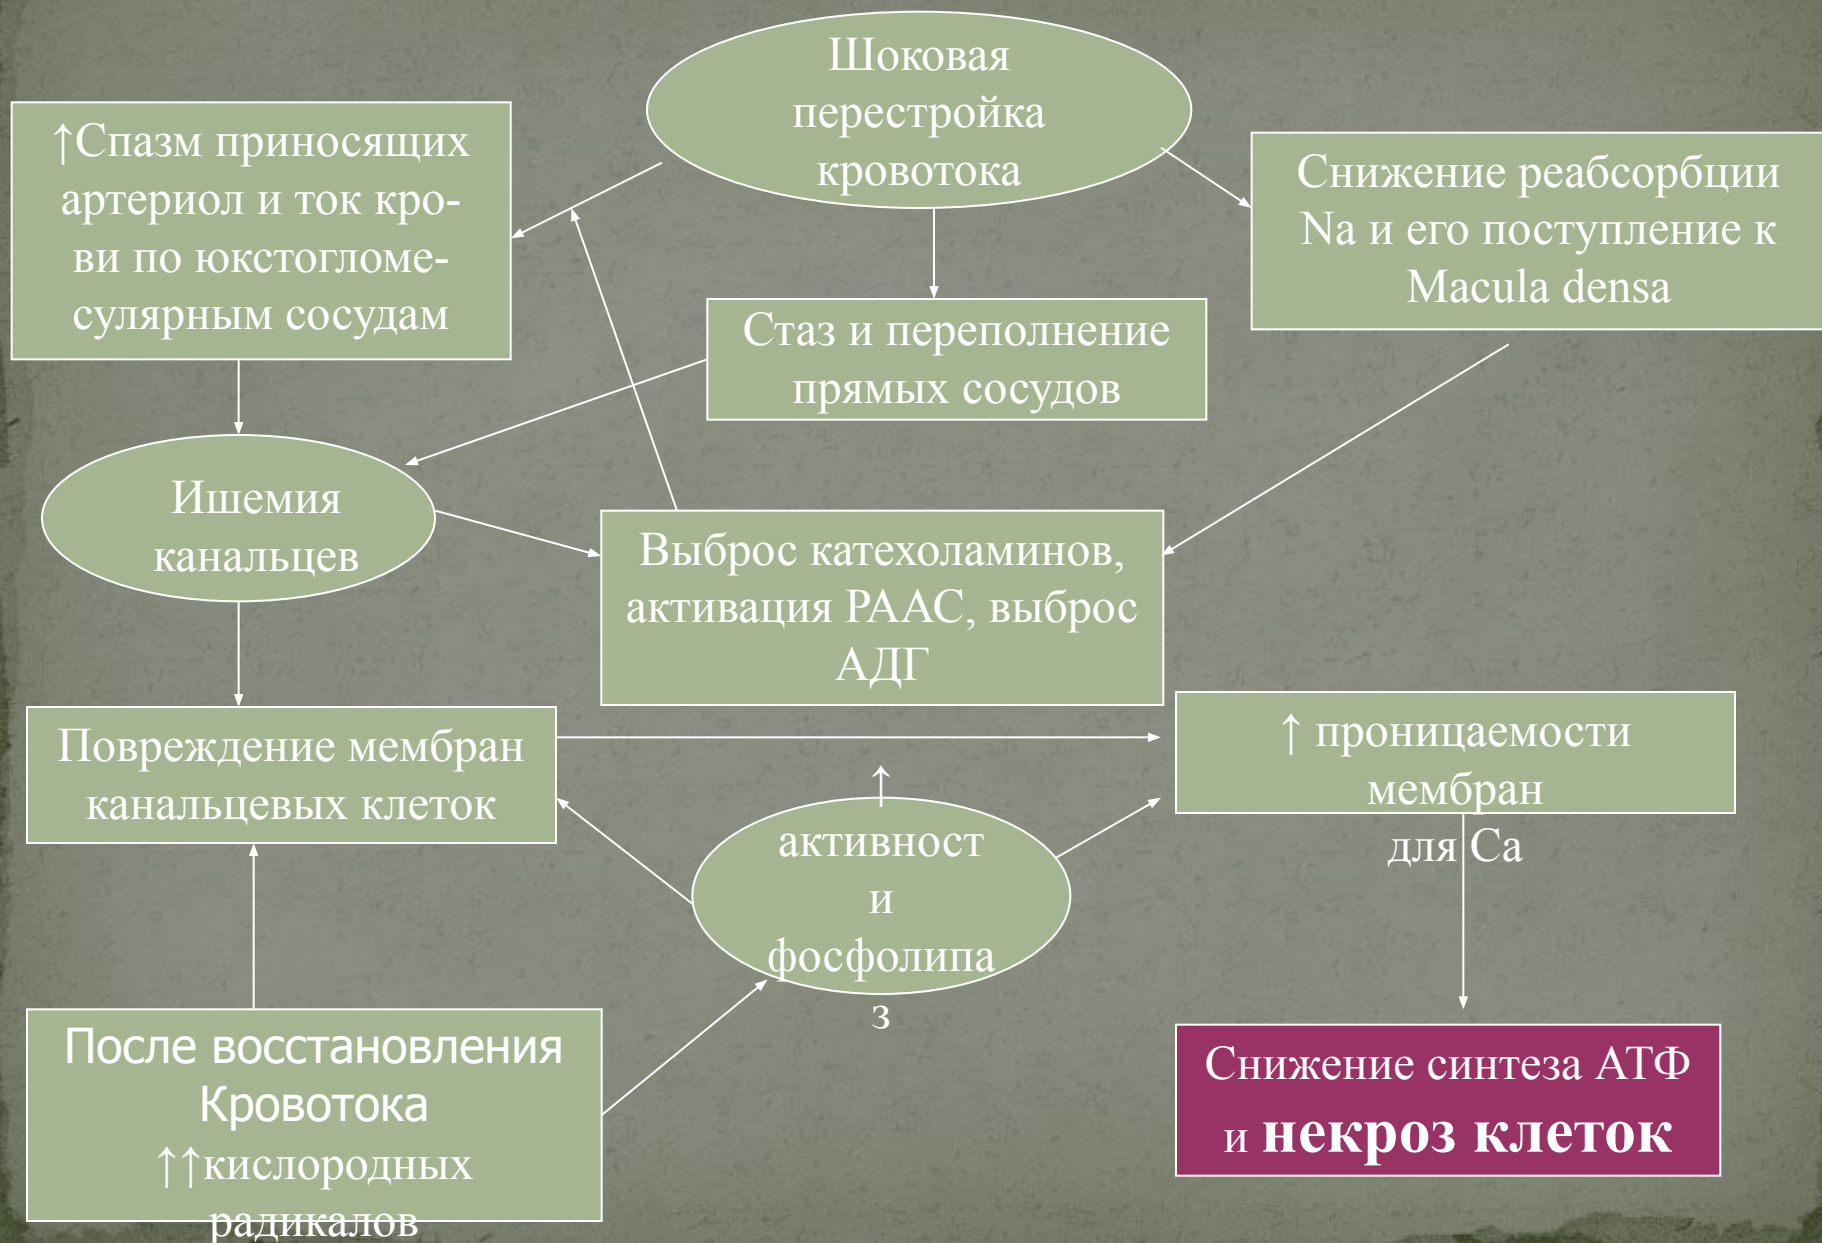 Шоковая
перестройка
кровотока
↑Спазм приносящих
артериол и ток кро-
ви по юкстогломе-
сулярным сосудам
Снижение реабсорбции
Na и его поступление к
Macula densa
Стаз и переполнение
прямых сосудов
Ишемия
канальцев
Выброс катехоламинов,
активация РААС, выброс
АДГ
Повреждение мембран
канальцевых клеток
↑ проницаемости
мембран
для Ca
↑
активност
и
фосфолипа
з
После восстановления
Кровотока
↑↑кислородных
радикалов
Снижение синтеза АТФ
и некроз клеток